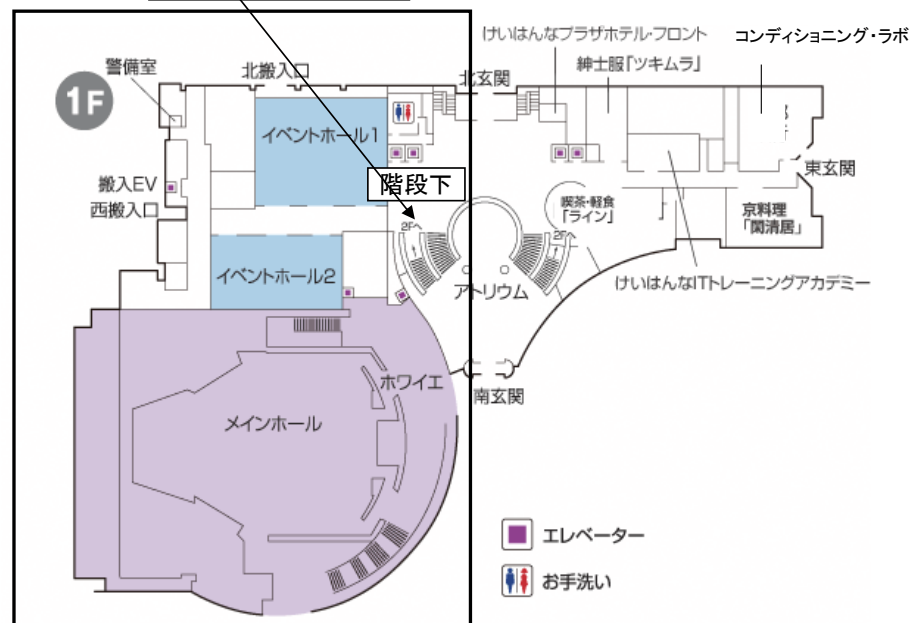 けいはんなプラザホテル・フロント
コンディショニング・ラボ
警備室
北搬入口
北玄関
紳士服「ツキムラ」
1F
イベントホール1
搬入EV
階段下
東玄関
西搬入口
2Fへ
喫茶・軽食
「ライン」
2Fへ
京料理
「閑清居」
イベントホール2
アトリウム
けいはんなITトレーニングアカデミー
ホワイエ
南玄関
メインホール
エレベーター
お手洗い